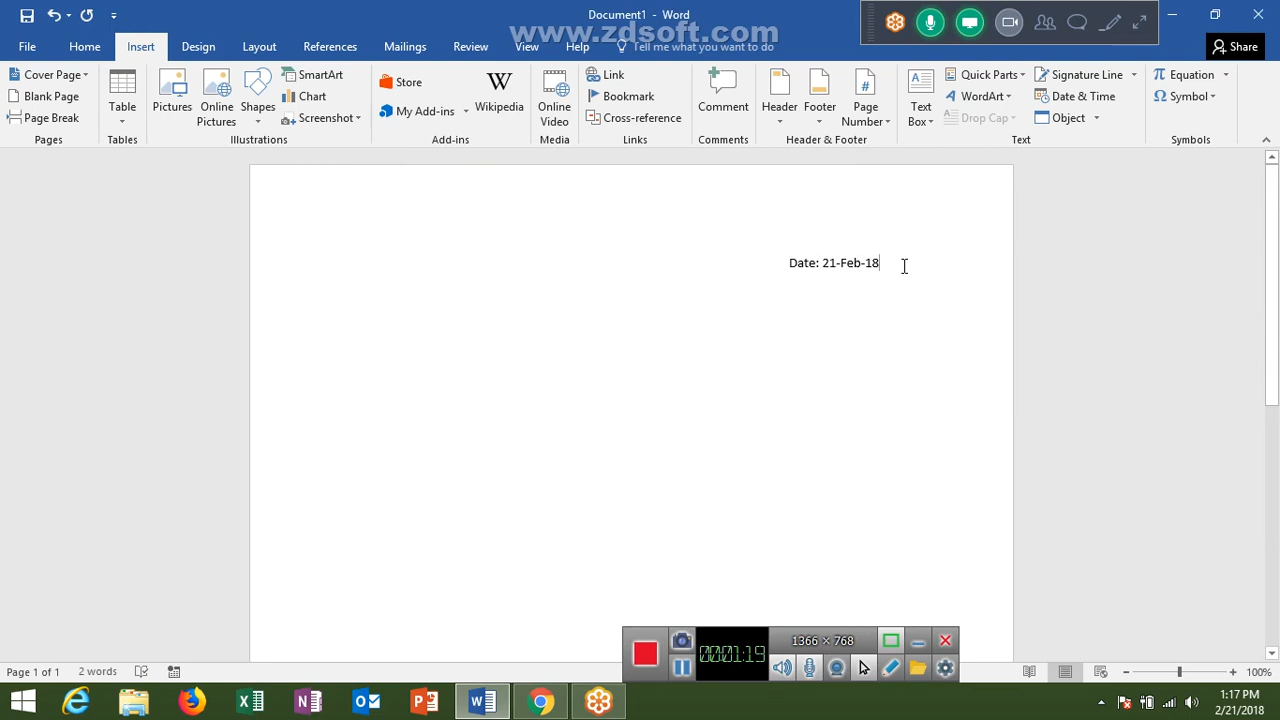 Document1 - Word
www.zdsoft.com
File Home Insert Design Layout References Mailings Review View Help Tell me what you want to do Share
Cover Page
Blank Page
Page Break
Pages
Table
Tables
Pictures
Online Pictures
Shapes
SmartArt
Chart
Screenshot
Illustrations
Store
My Add-ins
W Wikipedia
Add-ins
Online Video
Media
Link
Bookmark
Cross-reference
Links
Comment
Comments
Header
Footer
Page Number
Header & Footer
Text Box
Quick Parts
WordArt
Drop Cap
Signature Line
Date & Time
Object
Text
Equation
Symbol
Symbols
Date: 21-Feb-18
00:01:19
1366 × 768
Page 1 of 1 2 words
100%
1:17 PM
2/21/2018